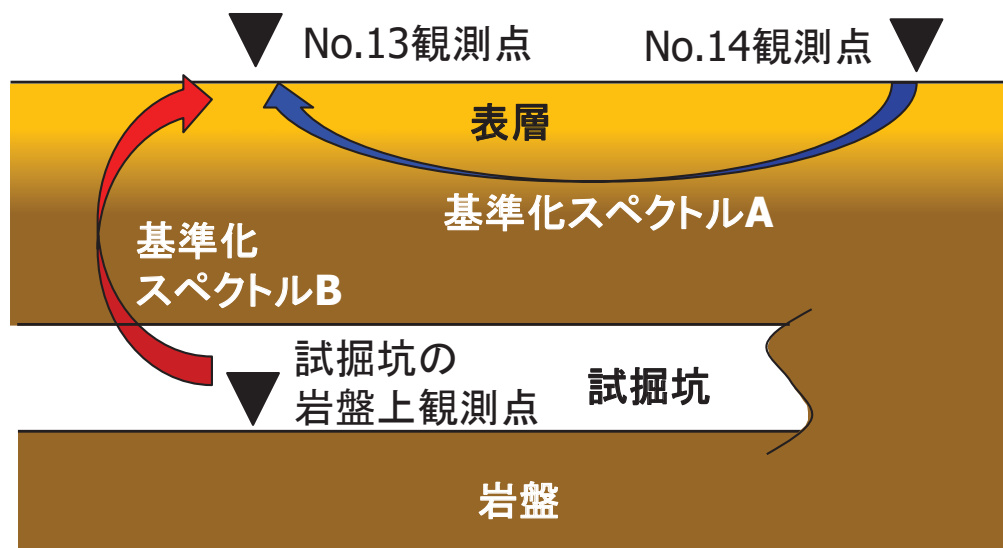 No.13観測点
No.14観測点
表層
基準化スペクトルA
基準化
スペクトルB
試掘坑の
岩盤上観測点
試掘坑
岩盤